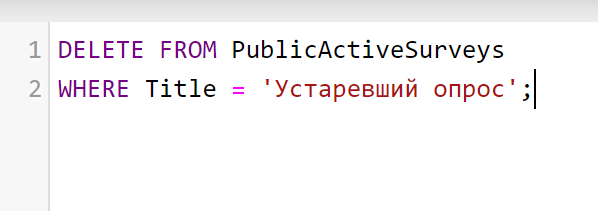 1 DELETE FROM PublicActiveSurveys
2 WHERE Title = 'Устаревший опрос';